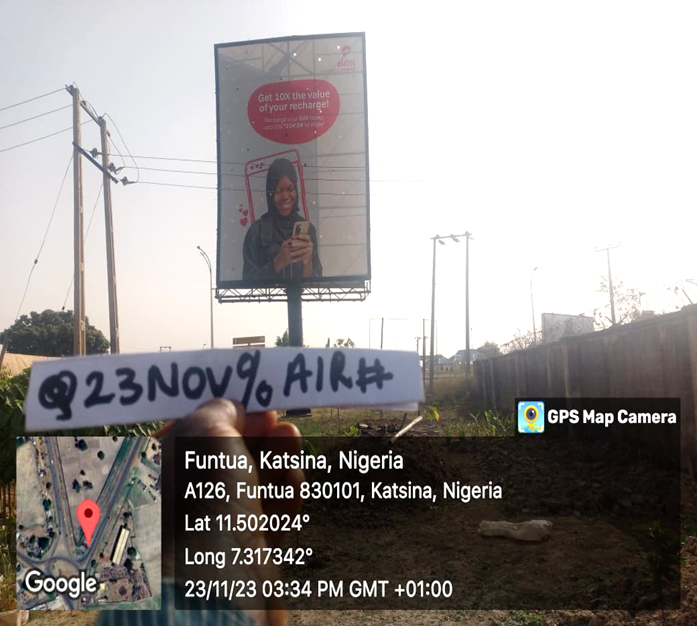 airtel
Get 10X the value
of your recharge!
@23NOV% AIR#
GPS Map Camera
Funtua, Katsina, Nigeria
A126, Funtua 830101, Katsina, Nigeria
Lat 11.502024°
Long 7.317342°
23/11/23 03:34 PM GMT +01:00
Google